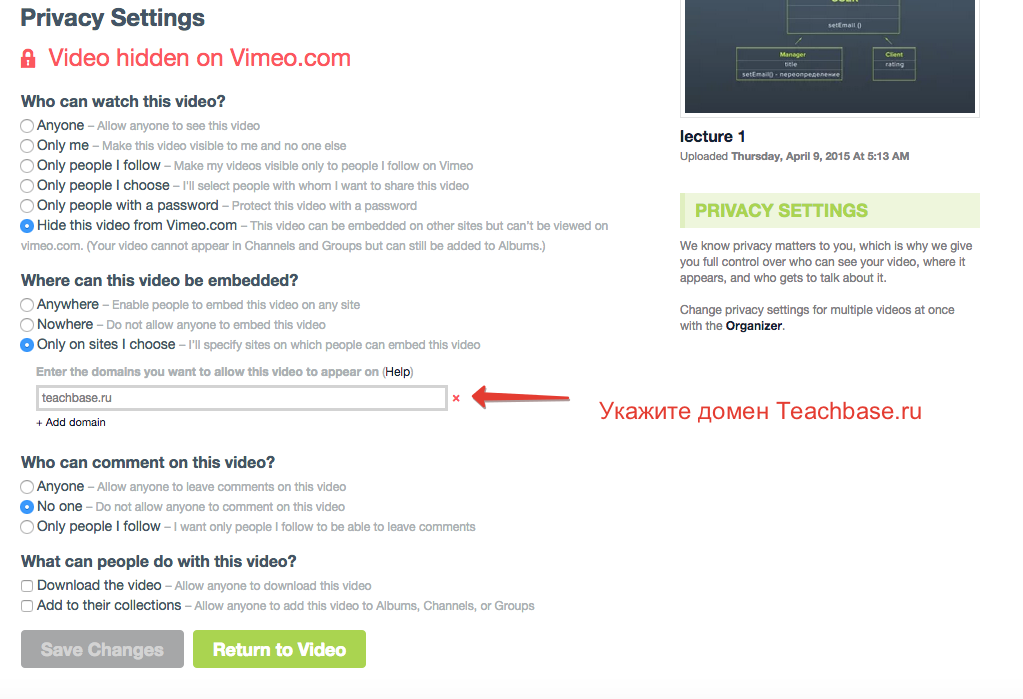 Privacy Settings
Video hidden on Vimeo.com
Who can watch this video?
Anyone – Allow anyone to see this video
Only me – Make this video visible to me and no one else
Only people I follow – Make my videos visible only to people I follow on Vimeo
Only people I choose – I'll select people with whom I want to share this video
Only people with a password – Protect this video with a password
Hide this video from Vimeo.com – This video can be embedded on other sites but can't be viewed on
vimeo.com. (Your video cannot appear in Channels and Groups but can still be added to Albums.)
Where can this video be embedded?
Anywhere – Enable people to embed this video on any site
Nowhere – Do not allow anyone to embed this video
Only on sites I choose – I'll specify sites on which people can embed this video
Enter the domains you want to allow this video to appear on (Help)
teachbase.ru
+ Add domain
Укажите домен Teachbase.ru
Who can comment on this video?
Anyone – Allow anyone to leave comments on this video
No one – Do not allow anyone to comment on this video
Only people I follow – I want only people I follow to be able to leave comments
What can people do with this video?
Download the video – Allow anyone to download this video
Add to their collections – Allow anyone to add this video to Albums, Channels, or Groups
Save Changes
Return to Video
setEmail ()
Manager
title
setEmail() - переопределение
Client
rating
lecture 1
Uploaded Thursday, April 9, 2015 At 5:13 AM
PRIVACY SETTINGS
We know privacy matters to you, which is why we give
you full control over who can see your video, where it
appears, and who gets to talk about it.
Change privacy settings for multiple videos at once
with the Organizer.